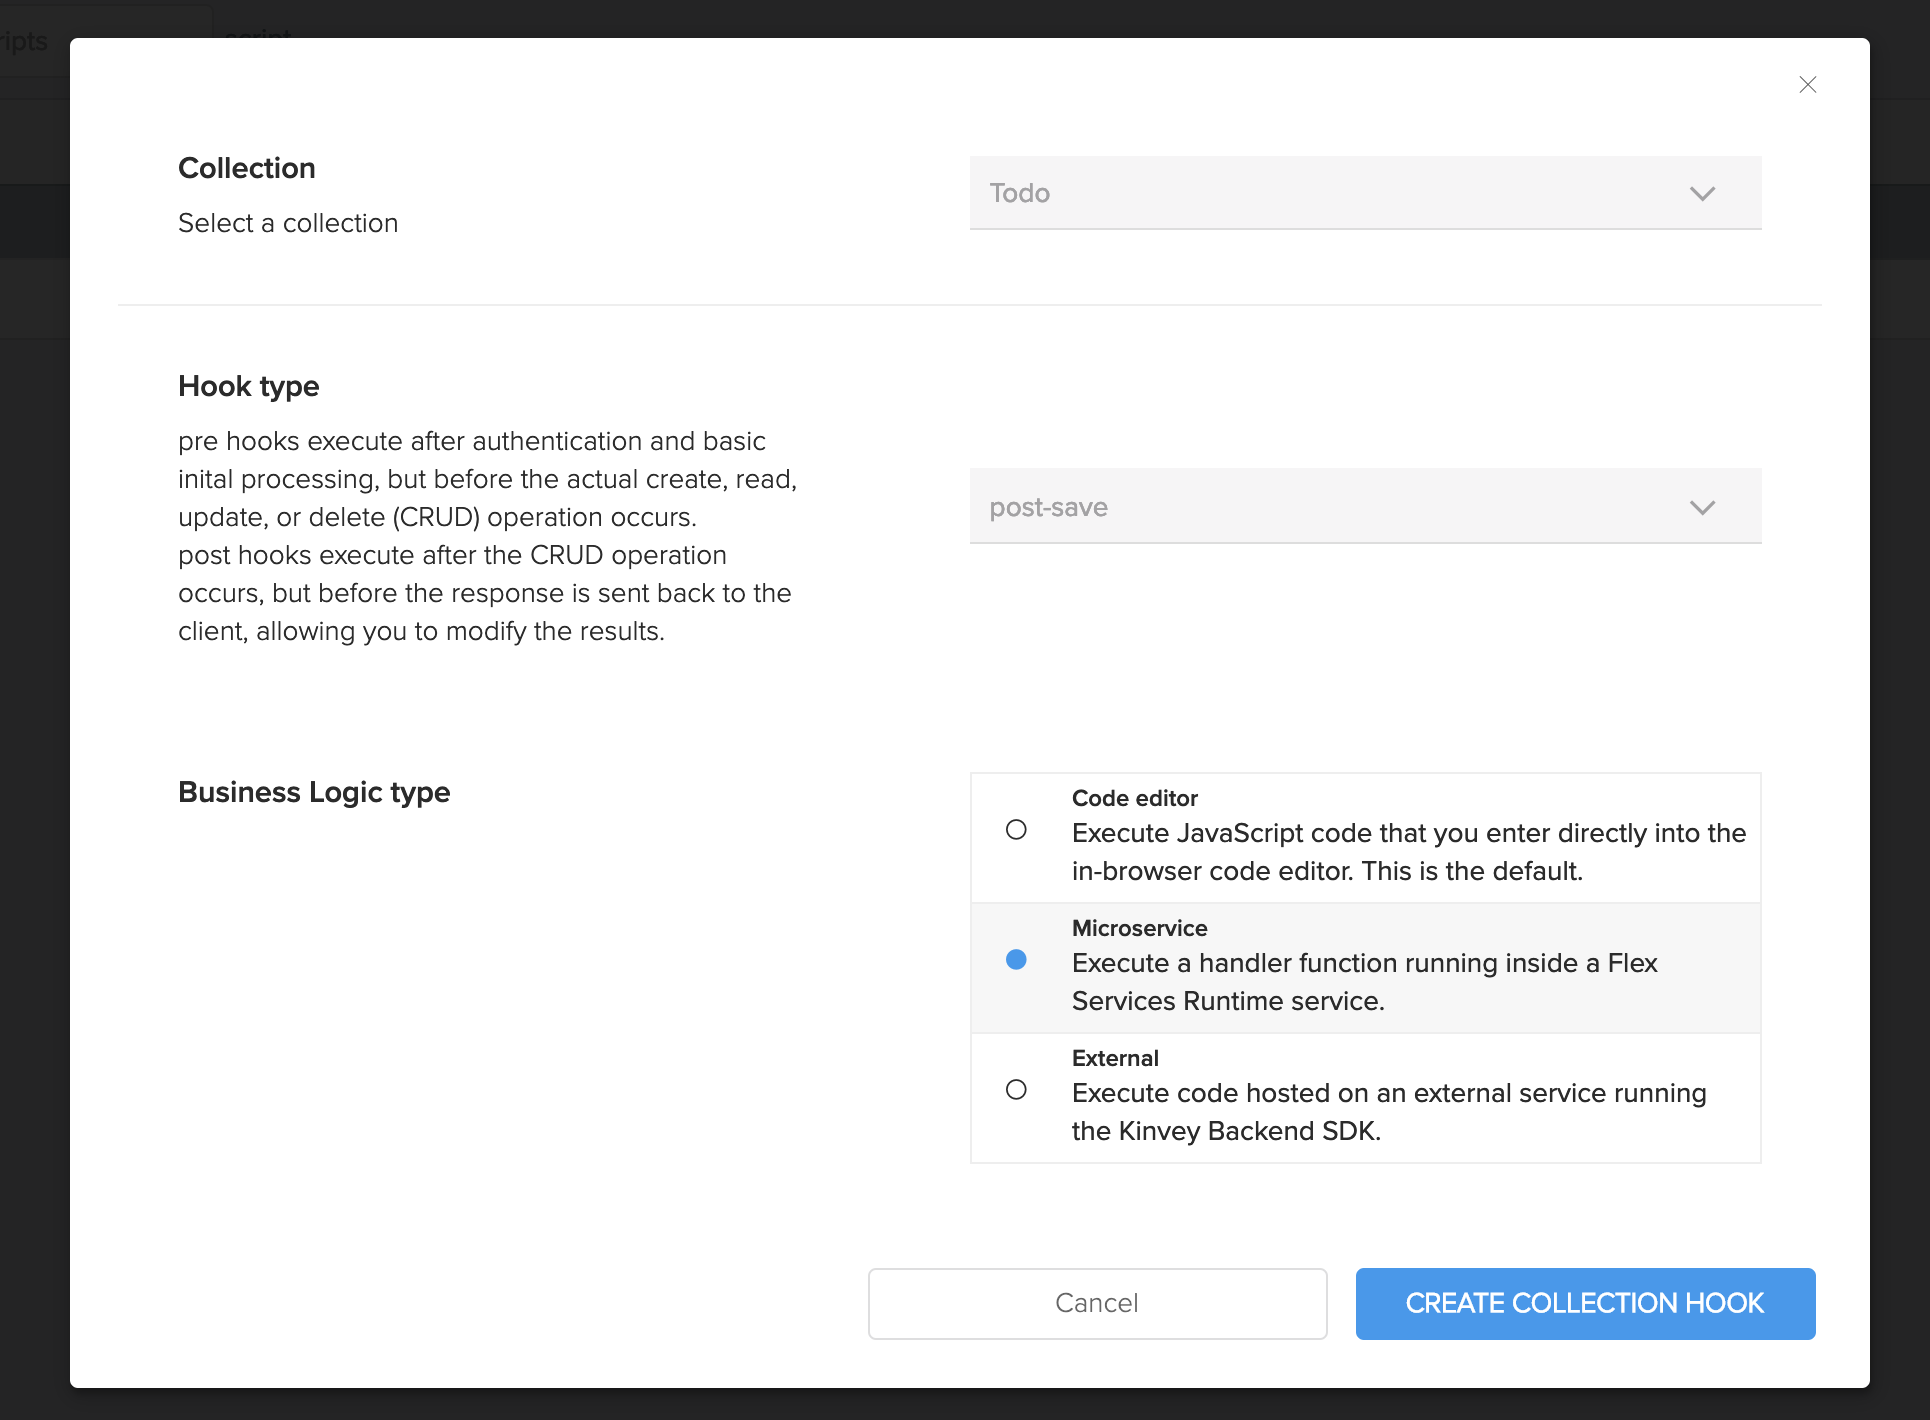 ripts
script
Collection
Select a collection
Todo
Hook type
pre hooks execute after authentication and basic
inital processing, but before the actual create, read,
update, or delete (CRUD) operation occurs.
post hooks execute after the CRUD operation
occurs, but before the response is sent back to the
client, allowing you to modify the results.
post-save
Business Logic type
Code editor
Execute JavaScript code that you enter directly into the
in-browser code editor. This is the default.
Microservice
Execute a handler function running inside a Flex
Services Runtime service.
External
Execute code hosted on an external service running
the Kinvey Backend SDK.
Cancel
CREATE COLLECTION HOOK